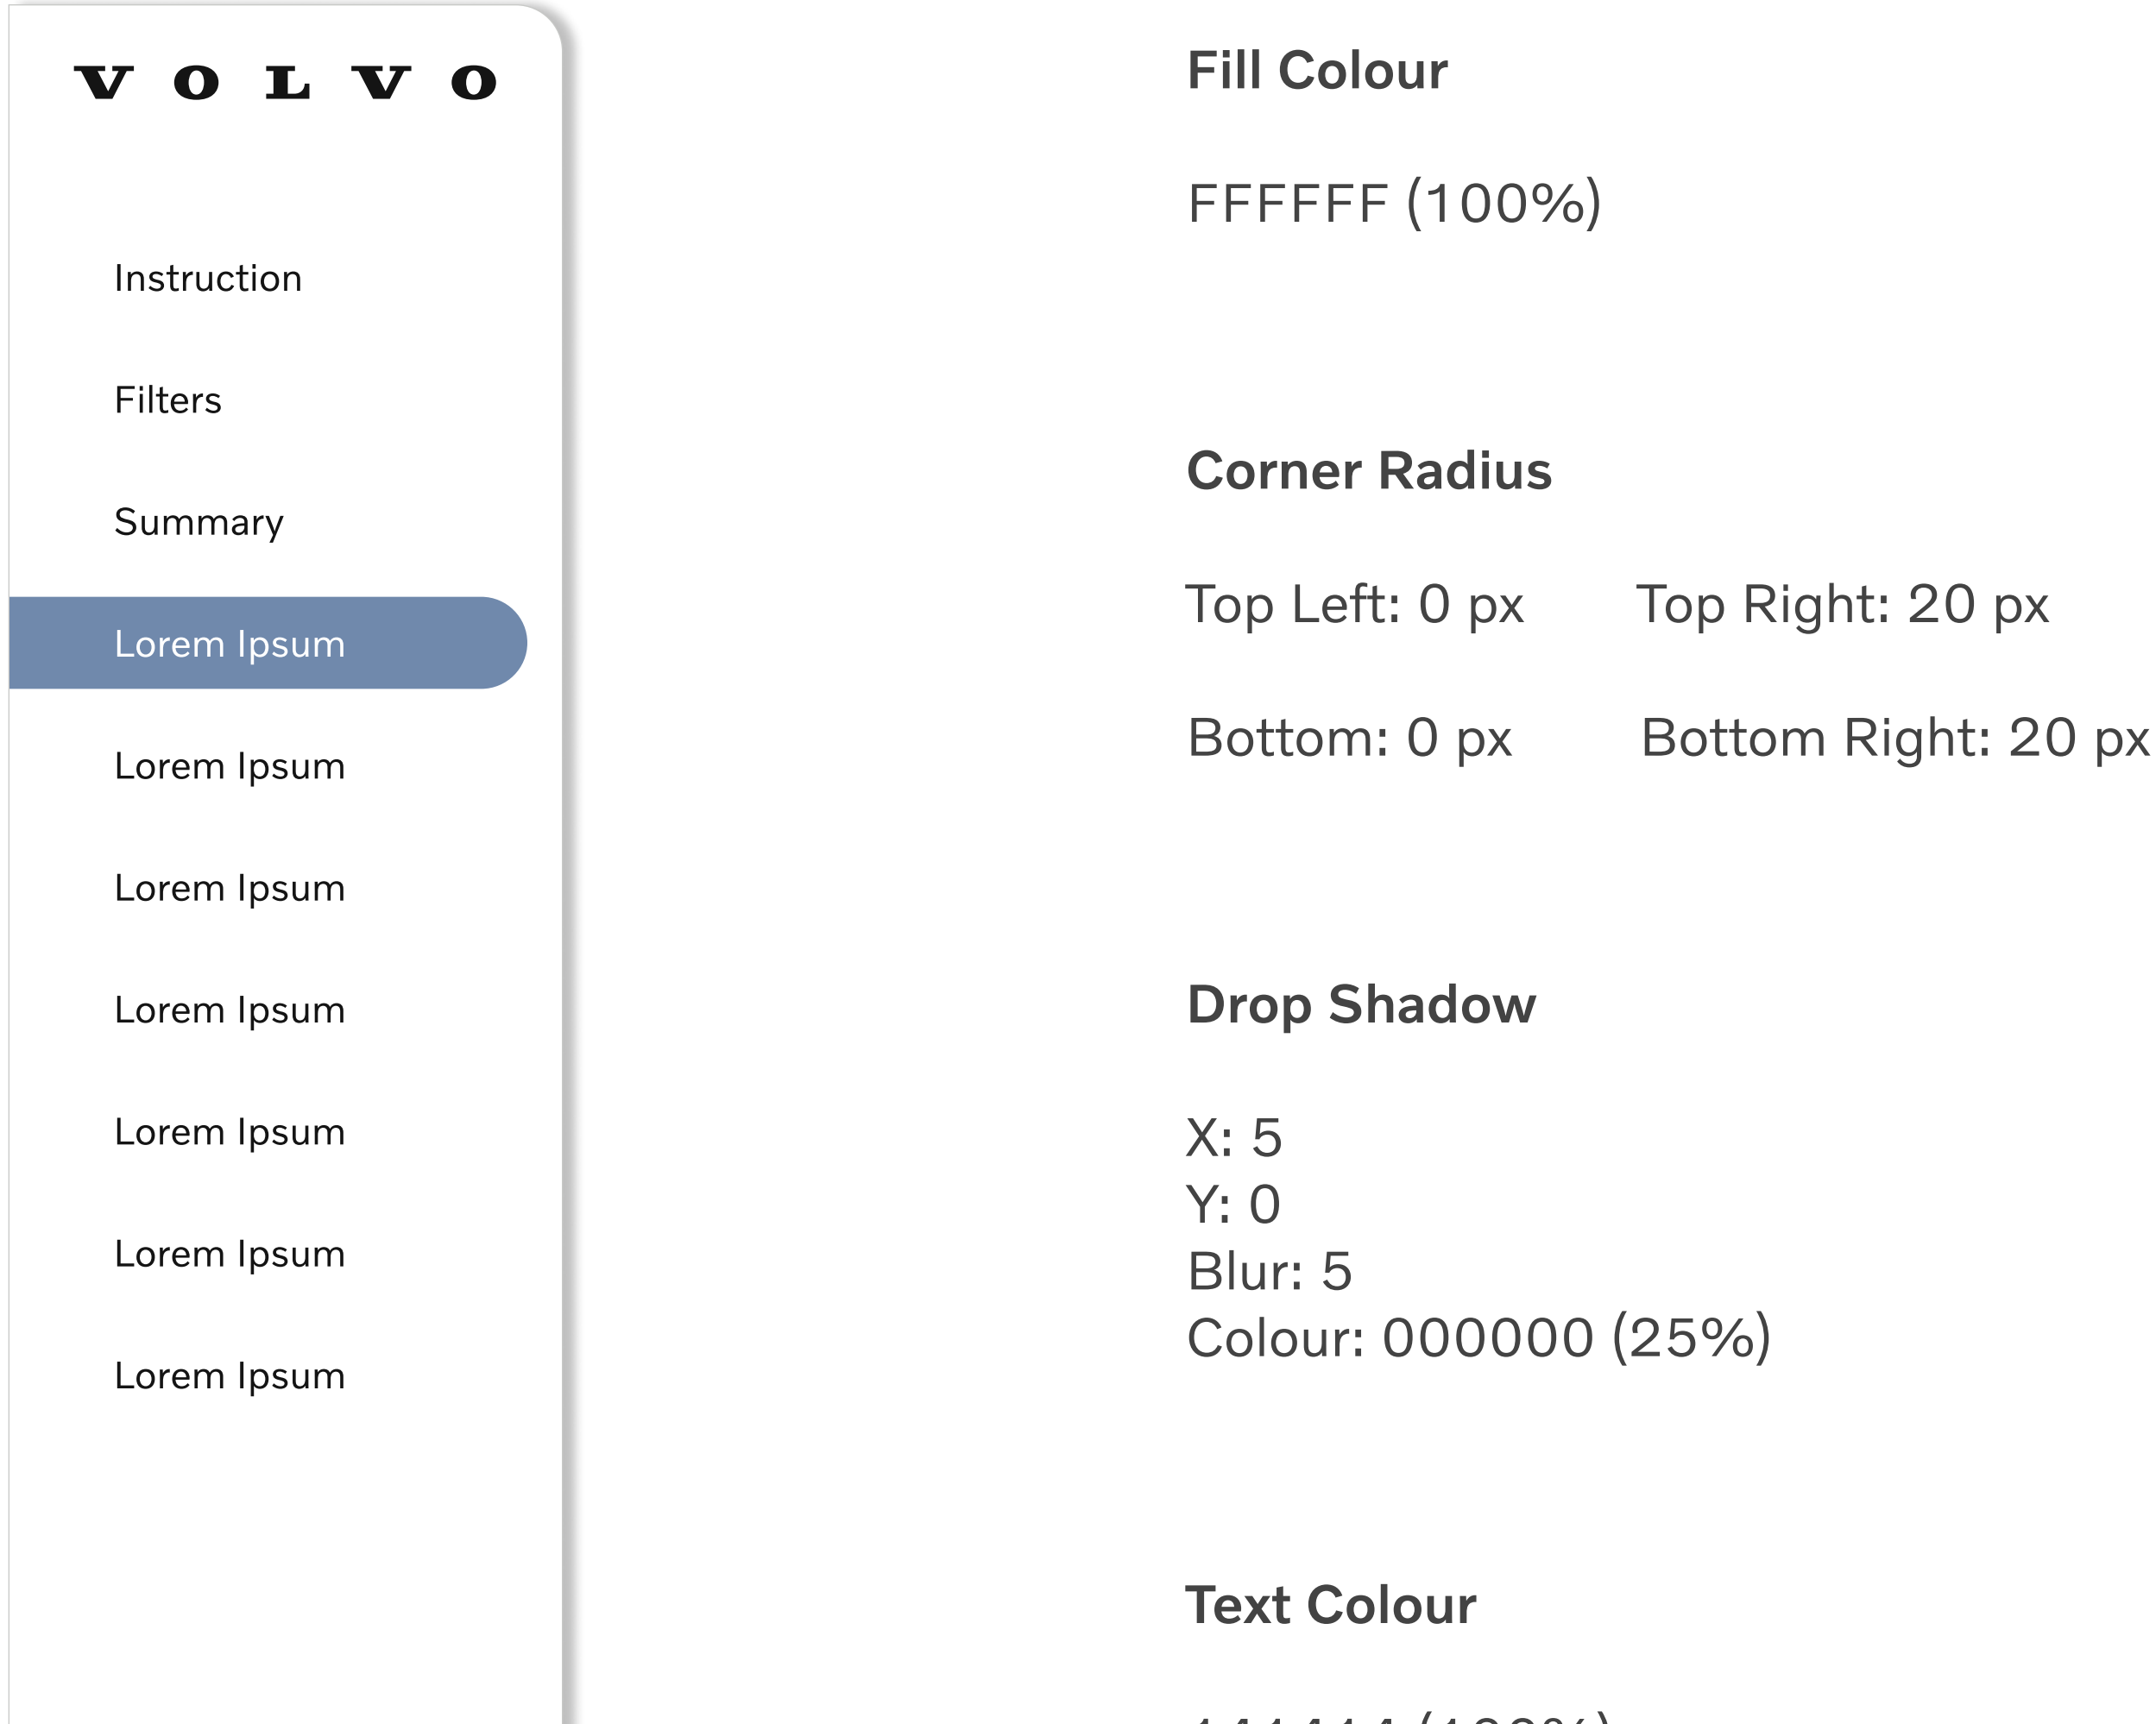 VOLVO
Instruction
Filters
Summary
Lorem Ipsum
Lorem Ipsum
Lorem Ipsum
Lorem Ipsum
Lorem Ipsum
Lorem Ipsum
Lorem Ipsum
Fill Colour
FFFFFF (100%)
Corner Radius
Top Left: 0 px Top Right: 20 px
Bottom: 0 px Bottom Right: 20 px
Drop Shadow
X: 5
Y: 0
Blur: 5
Colour: 000000 (25%)
Text Colour